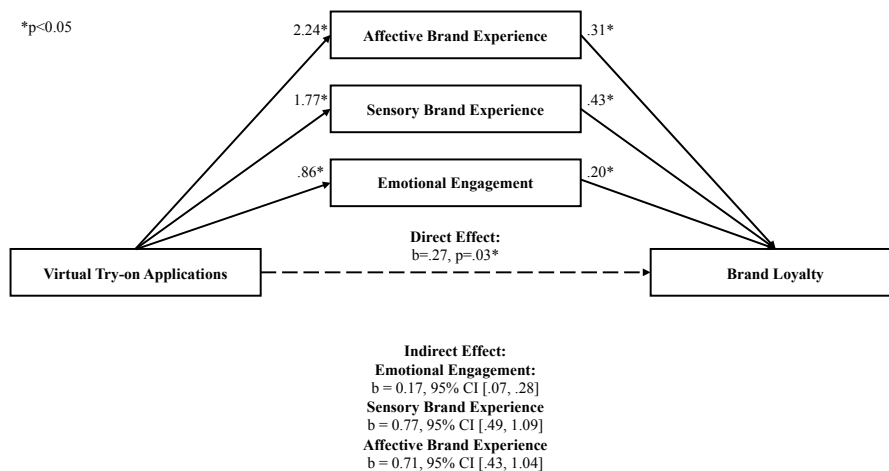 *p<0.05
2.24*
Affective Brand Experience
.31*
1.77*
Sensory Brand Experience
.43*
.86*
Emotional Engagement
.20*
Direct Effect:
b=.27, p=.03*
Virtual Try-on Applications
Brand Loyalty
Indirect Effect:
Emotional Engagement:
b = 0.17, 95% CI [.07, .28]
Sensory Brand Experience
b = 0.77, 95% CI [.49, 1.09]
Affective Brand Experience
b = 0.71, 95% CI [.43, 1.04]